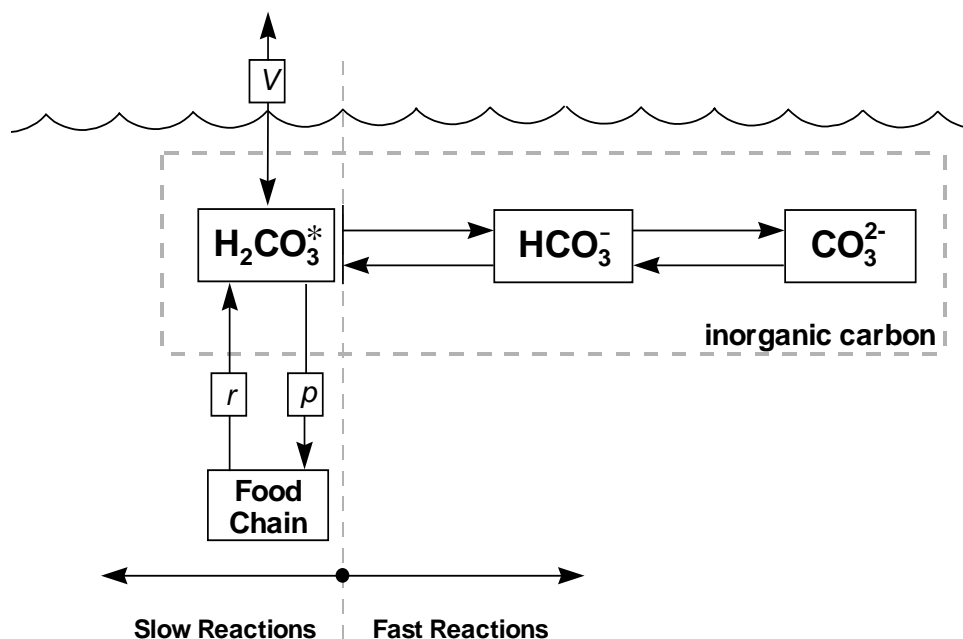 V
H₂CO₃* HCO₃⁻ CO₃²⁻
inorganic carbon
r p
Food
Chain
Slow Reactions Fast Reactions